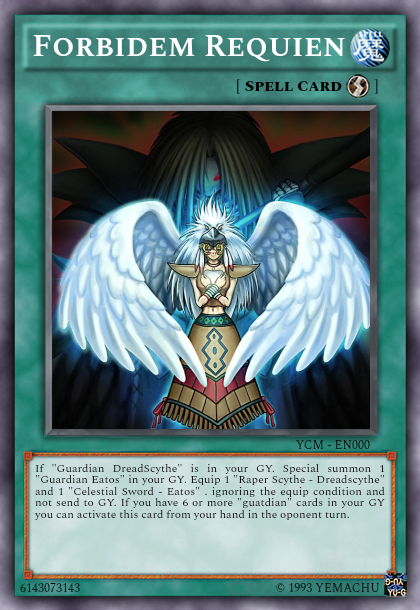 FORBIDEM REQUIEN 魔
[ SPELL CARD ]
YCM - EN000
If "Guardian DreadScythe" is in your GY. Special summon 1
"Guardian Eatos" in your GY. Equip 1 "Raper Scythe - Dreadscythe"
and 1 "Celestial Sword - Eatos" . ignoring the equip condition and
not send to GY. If you have 6 or more "guatdian" cards in your GY
you can activate this card from your hand in the oponent turn.
6143073143 © 1993 YEMACHU